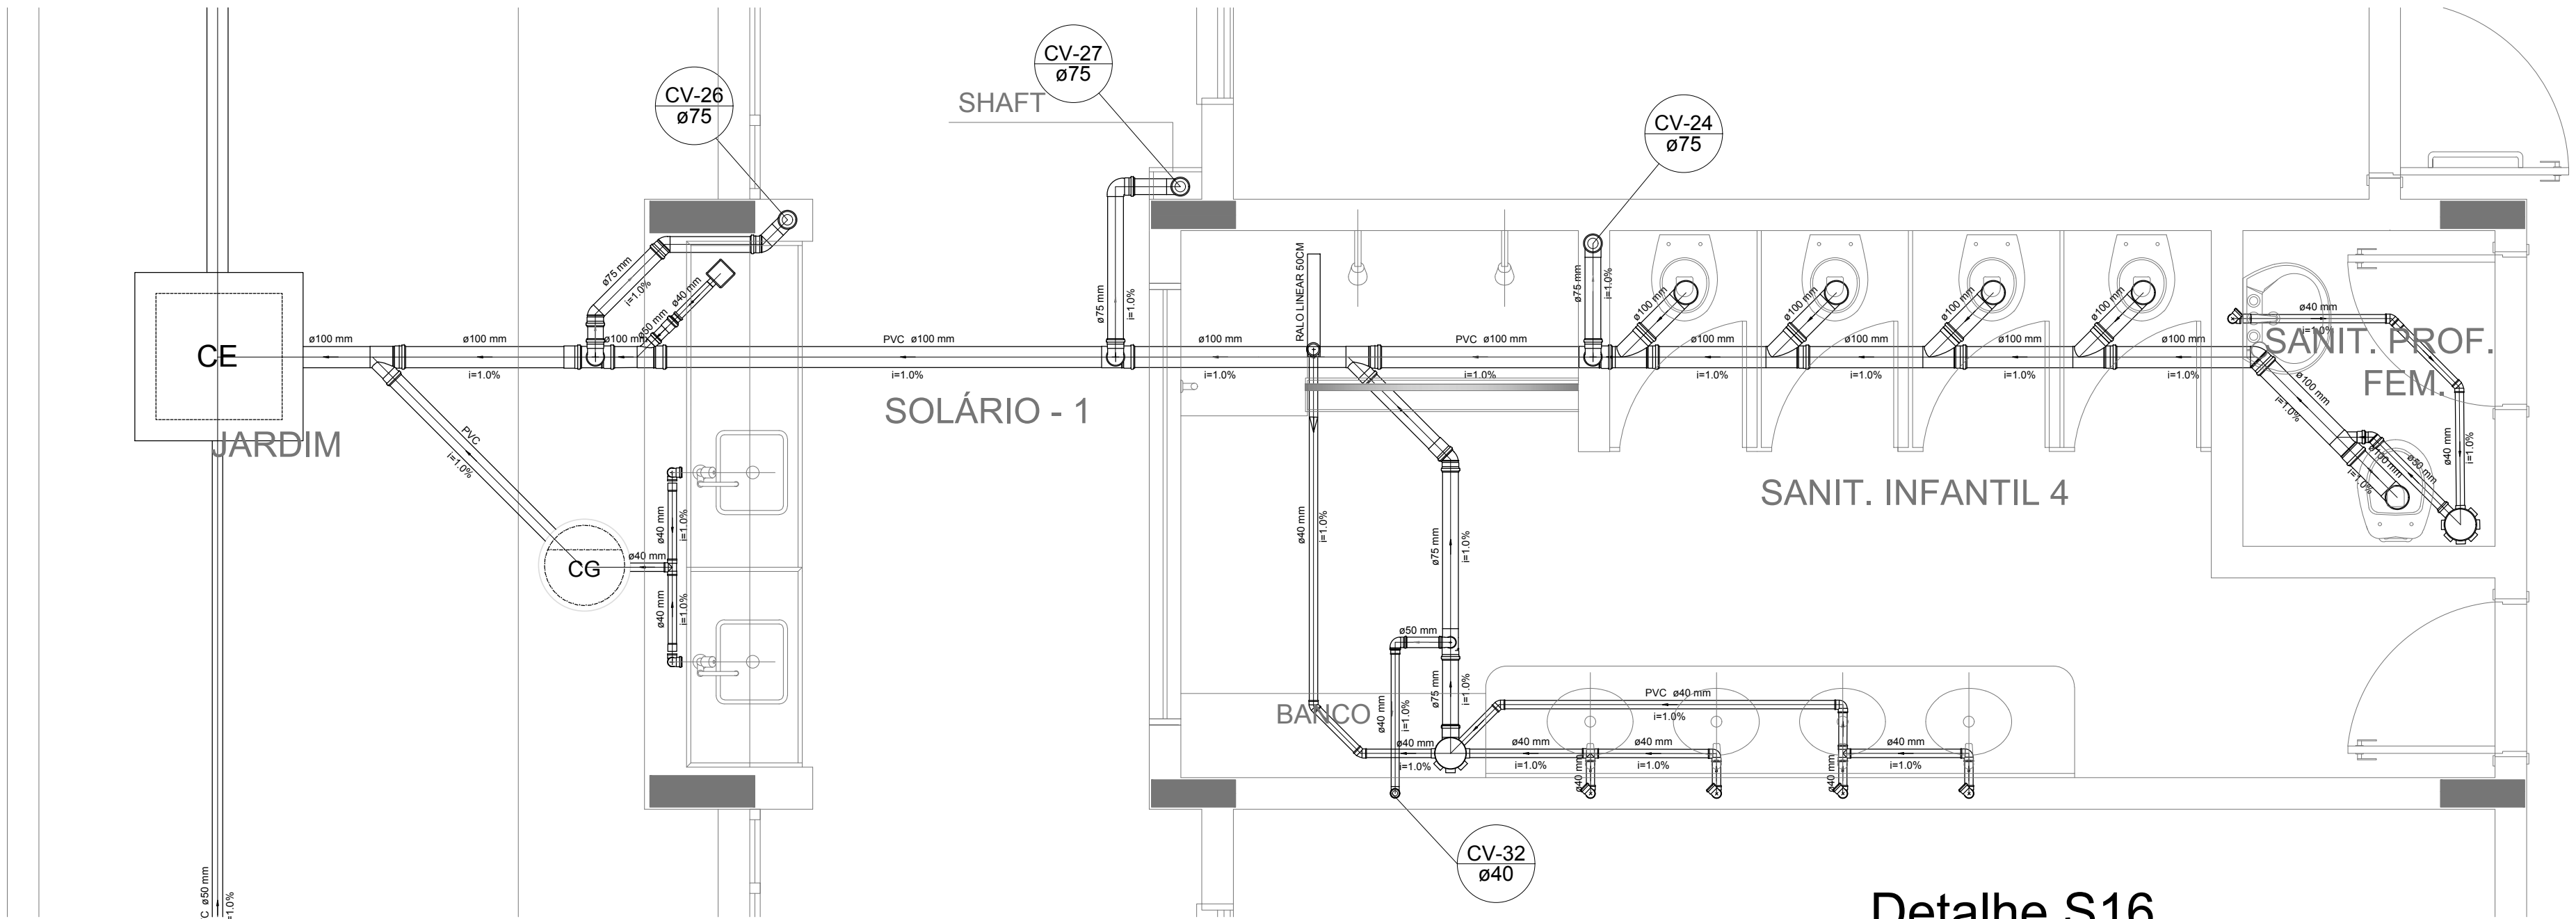 CV-27
ø75
CV-26
ø75
SHAFT
CV-24
ø75
RALO LINEAR 50CM
ø75 mm
i=1.0%
ø40 mm
ø50 mm
ø75 mm
i=1.0%
ø75 mm
i=1.0%
ø100 mm
ø100 mm
ø100 mm
ø100 mm
ø40 mm
i=1.0%
CE
ø100 mm
ø100 mm
i=1.0%
ø100 mm
PVC ø100 mm
i=1.0%
ø100 mm
i=1.0%
PVC ø100 mm
i=1.0%
ø100 mm
i=1.0%
ø100 mm
i=1.0%
ø100 mm
i=1.0%
ø100 mm
i=1.0%
SANIT. PROF.
FEM.
ø100 mm
i=1.0%
SOLÁRIO - 1
JARDIM
PVC
i=1.0%
ø40 mm
i=1.0%
ø100 mm
i=1.0%
ø50 mm
SANIT. INFANTIL 4
ø40 mm
i=1.0%
ø40 mm
i=1.0%
ø75 mm
i=1.0%
CG
ø40 mm
ø40 mm
i=1.0%
ø50 mm
ø75 mm
i=1.0%
ø40 mm
i=1.0%
BANCO
PVC ø40 mm
i=1.0%
ø40 mm
i=1.0%
ø40 mm
i=1.0%
ø40 mm
i=1.0%
ø40 mm
i=1.0%
ø40 mm
ø40 mm
CV-32
ø40
C ø50 mm
=1.0%
Detalhe S16